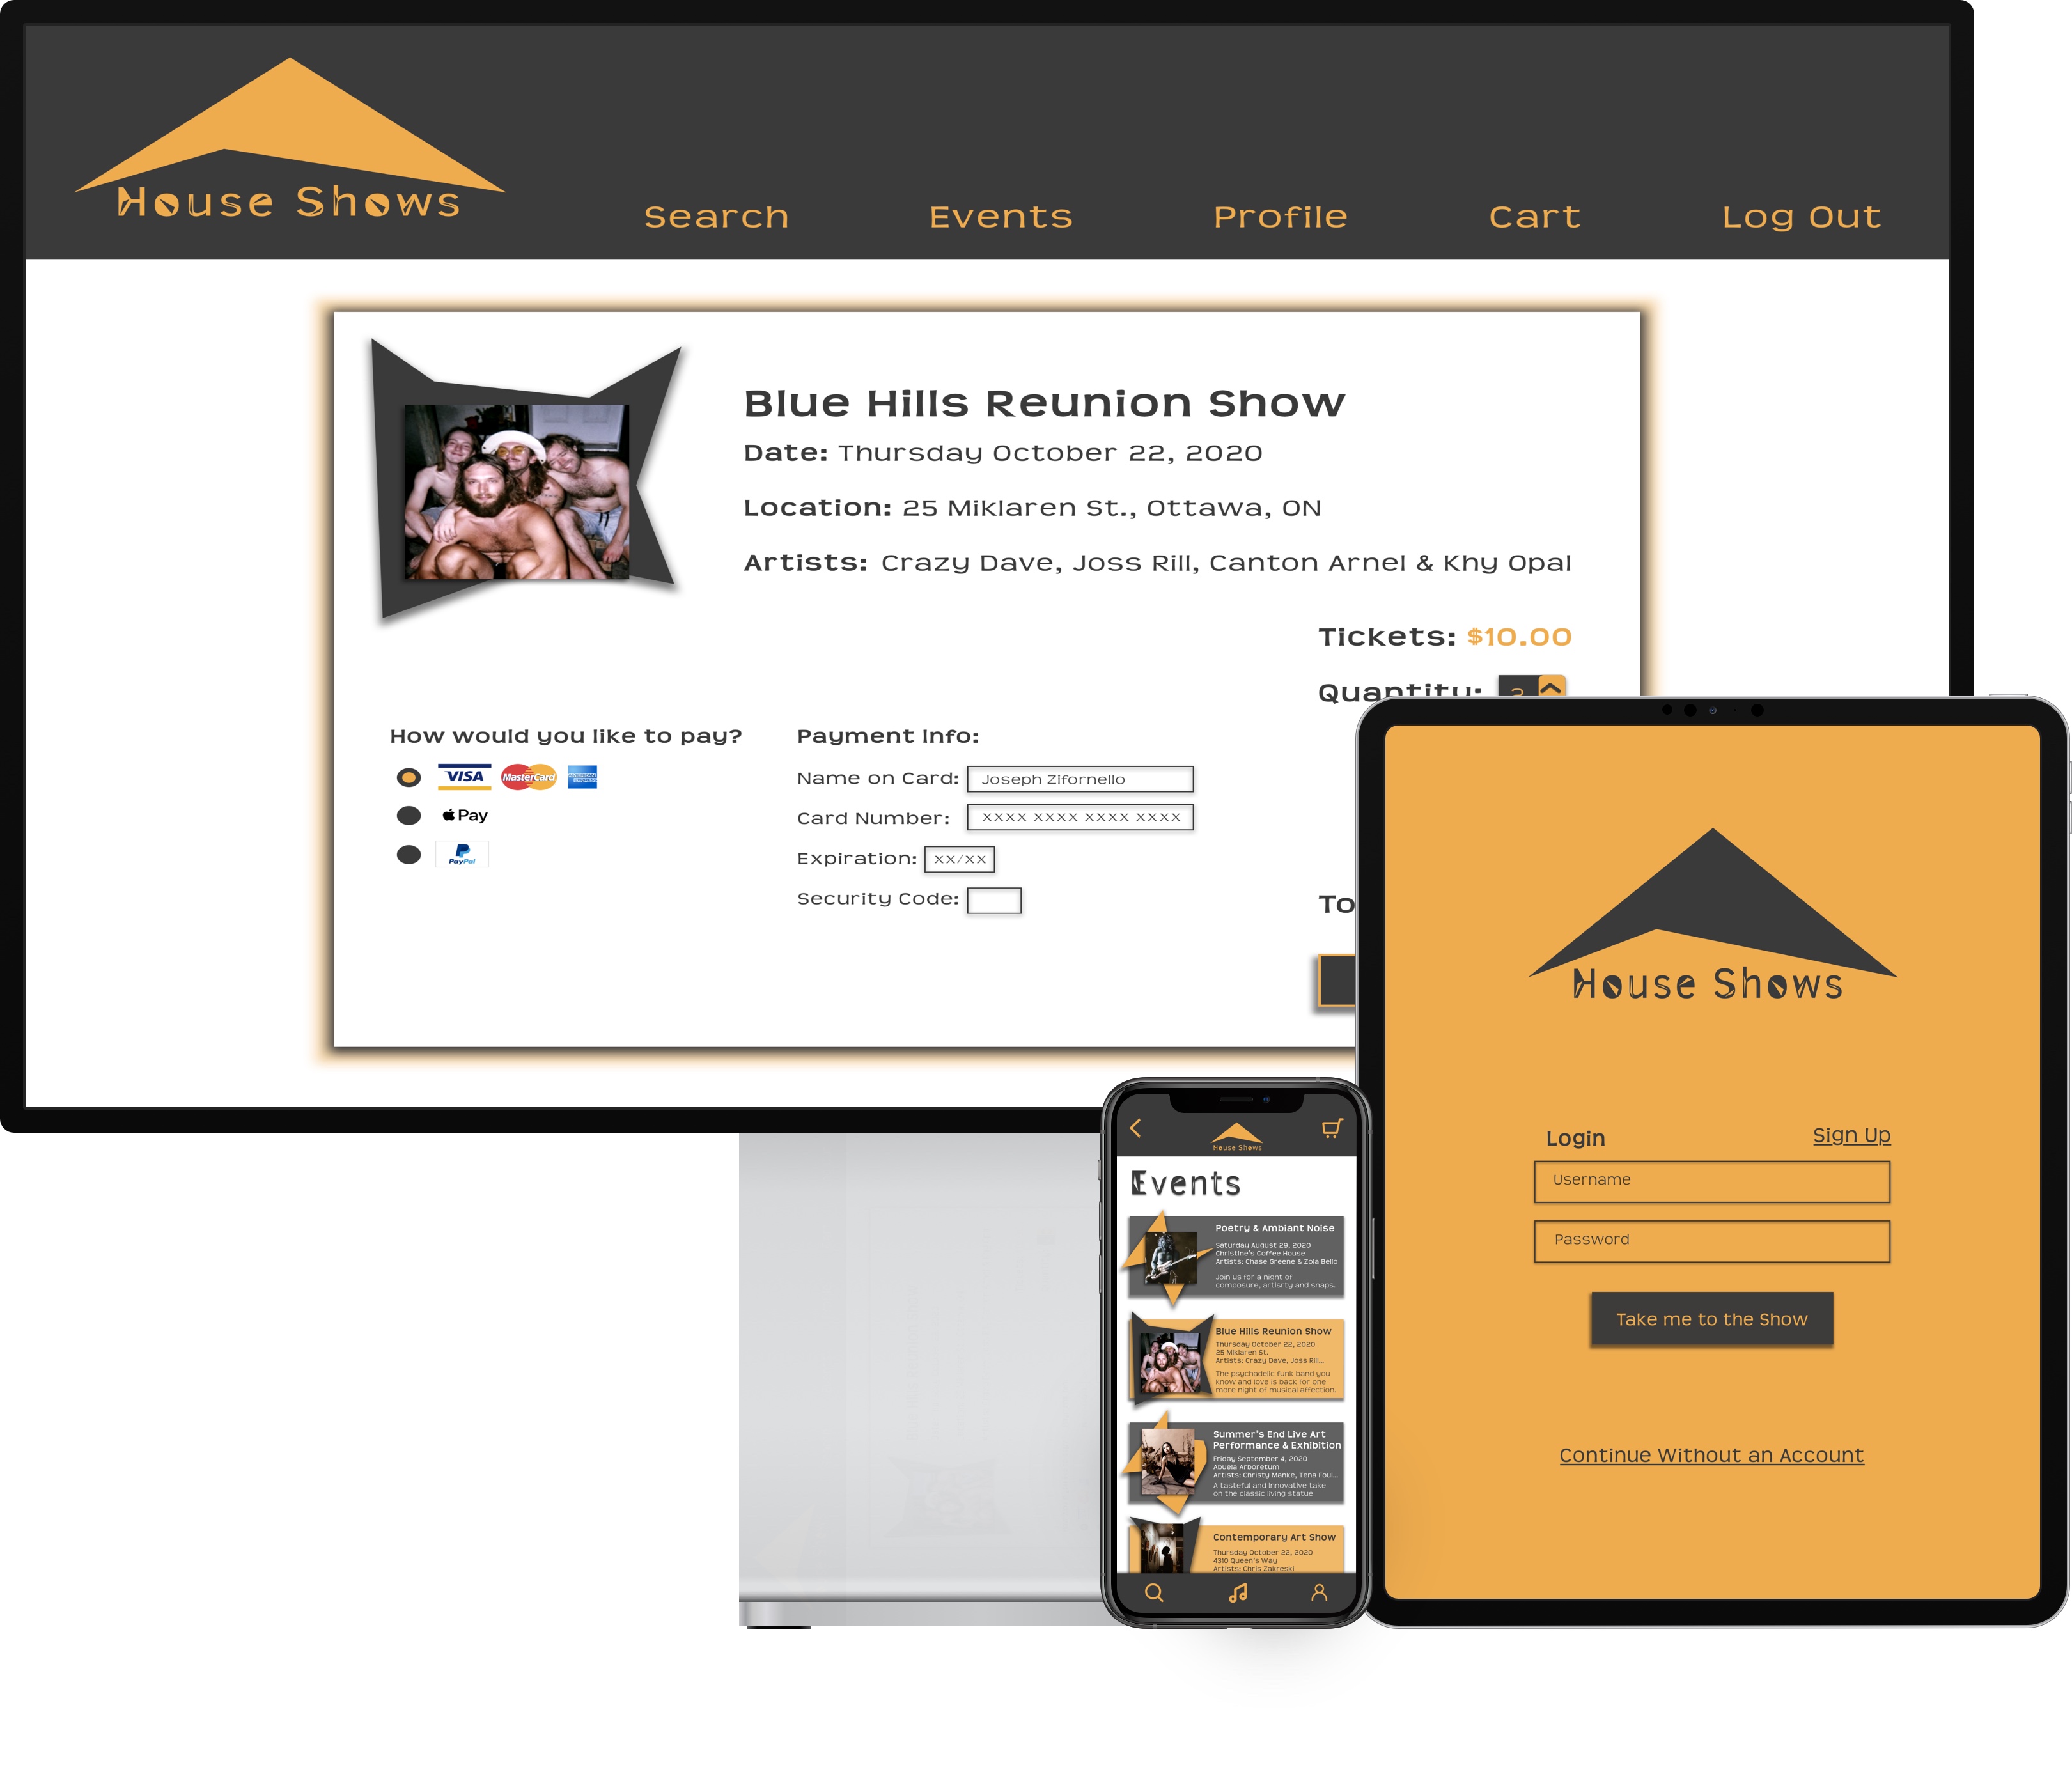 House Shows
Search Events Profile Cart Log Out
Blue Hills Reunion Show
Date: Thursday October 22, 2020
Location: 25 Miklaren St., Ottawa, ON
Artists: Crazy Dave, Joss Rill, Canton Arnel & Khy Opal
Tickets: $10.00
Quantity:
How would you like to pay?
VISA MasterCard AMERICAN EXPRESS
Pay
PayPal
Payment Info:
Name on Card: Joseph Zifornello
Card Number: XXXX XXXX XXXX XXXX
Expiration: XX/XX
Security Code:
To
House Shows
Events
Poetry & Ambiant Noise
Saturday August 29, 2020
Christine's Coffee House
Artists: Chase Greene & Zola Bello
Join us for a night of
composure, artisrty and snaps.
Blue Hills Reunion Show
Thursday October 22, 2020
25 Miklaren St.
Artists: Crazy Dave, Joss Rill...
The psychadelic funk band you
know and love is back for one
more night of musical affection.
Summer's End Live Art
Performance & Exhibition
Friday September 4, 2020
Abuela Arboretum
Artists: Christy Manke, Tena Foul...
A tasteful and innovative take
on the classic living statue
Contemporary Art Show
Thursday October 22, 2020
4310 Queen's Way
Artists: Chris Zakreski
House Shows
Login Sign Up
Username
Password
Take me to the Show
Continue Without an Account